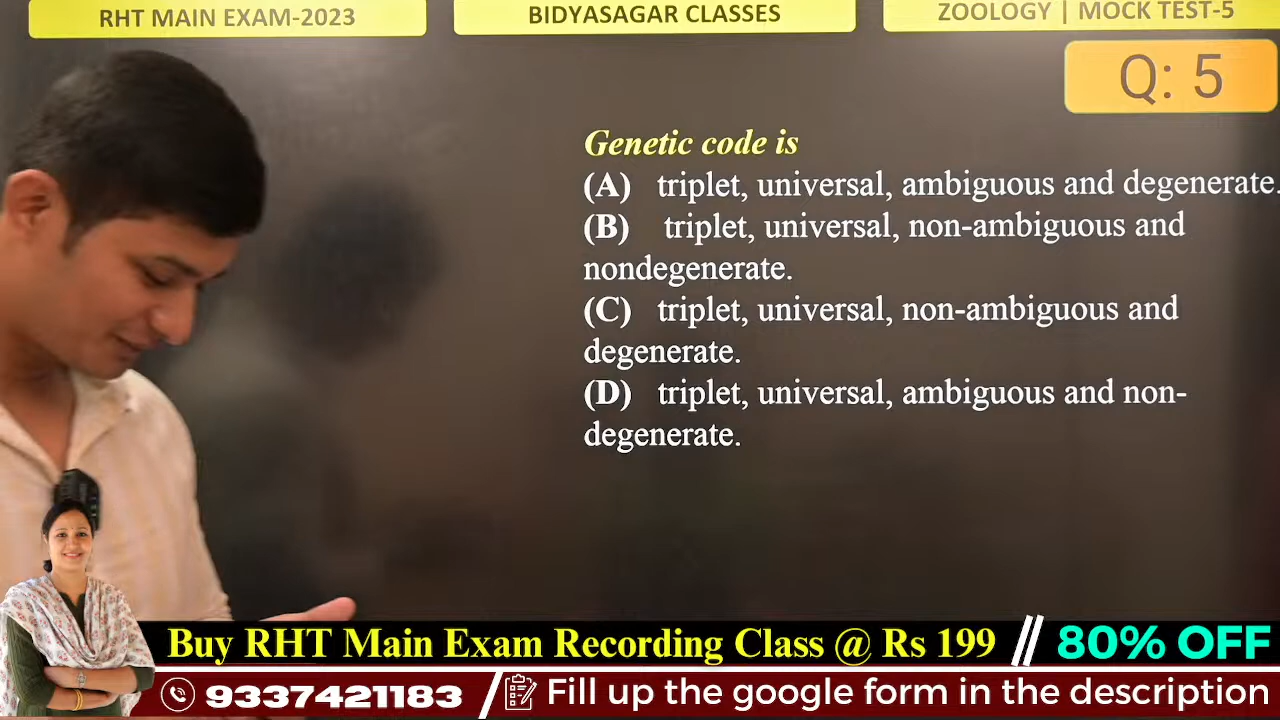 RHT MAIN EXAM-2023
BIDYASAGAR CLASSES
ZOOLOGY | MOCK TEST-5
Q: 5
Genetic code is
(A) triplet, universal, ambiguous and degenerate.
(B) triplet, universal, non-ambiguous and
nondegenerate.
(C) triplet, universal, non-ambiguous and
degenerate.
(D) triplet, universal, ambiguous and non-
degenerate.
Buy RHT Main Exam Recording Class @ Rs 199 // 80% OFF
9337421183 / Fill up the google form in the description